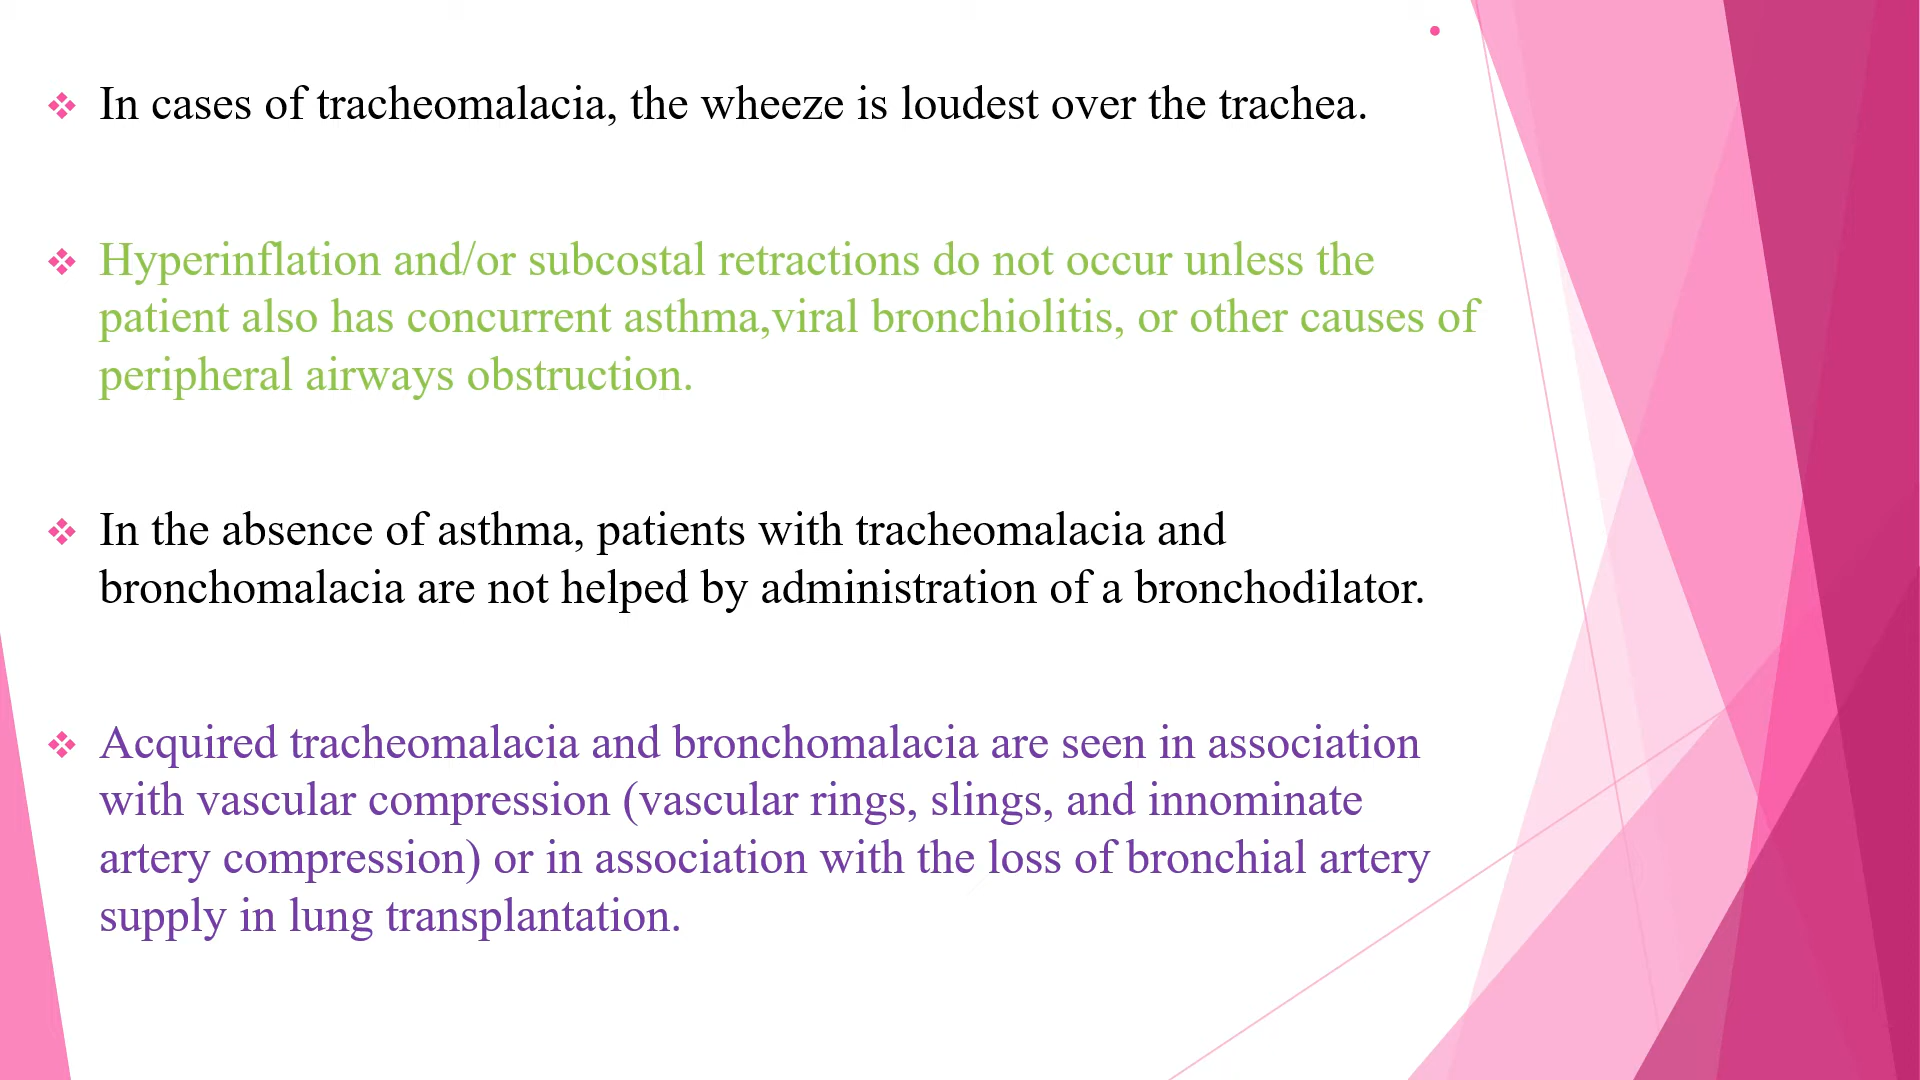 In cases of tracheomalacia, the wheeze is loudest over the trachea.
Hyperinflation and/or subcostal retractions do not occur unless the
patient also has concurrent asthma,viral bronchiolitis, or other causes of
peripheral airways obstruction.
In the absence of asthma, patients with tracheomalacia and
bronchomalacia are not helped by administration of a bronchodilator.
Acquired tracheomalacia and bronchomalacia are seen in association
with vascular compression (vascular rings, slings, and innominate
artery compression) or in association with the loss of bronchial artery
supply in lung transplantation.